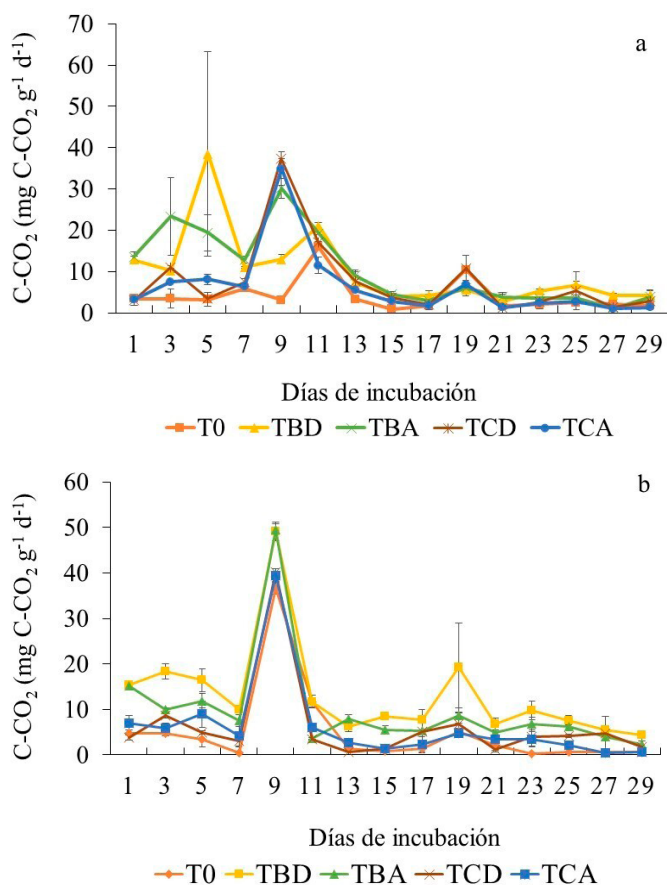 a
70
60
50
40
30
20
10
0
C-CO₂ (mg C-CO₂ g⁻¹ d⁻¹)
1 3 5 7 9 11 13 15 17 19 21 23 25 27 29
Días de incubación
T0 TBD TBA TCD TCA
b
60
50
40
30
20
10
0
C-CO₂ (mg C-CO₂ g⁻¹ d⁻¹)
1 3 5 7 9 11 13 15 17 19 21 23 25 27 29
Días de incubación
T0 TBD TBA TCD TCA